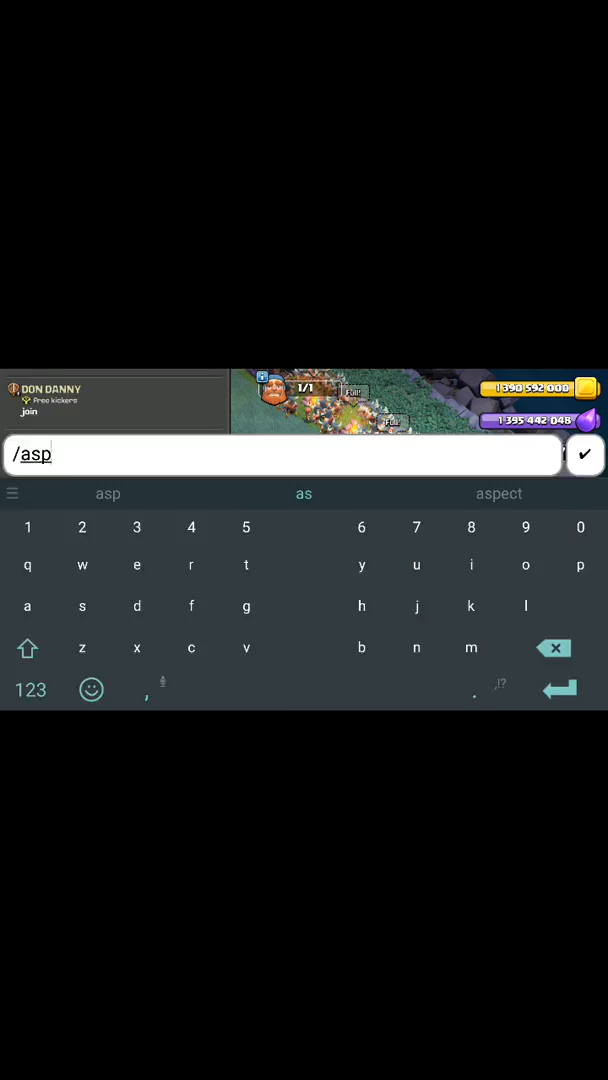 DON DANNY
Free kickers
join
1/1
Full!
Full!
1 390 592 000
1 395 442 048
/asp
✔
asp as aspect
1 2 3 4 5 6 7 8 9 0
q w e r t y u i o p
a s d f g h j k l
z x c v b n m
123 , . ,!?